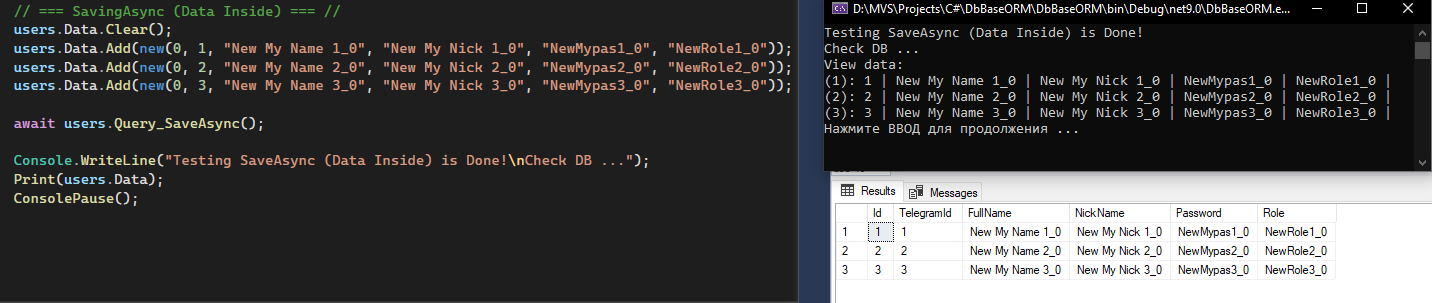 // === SavingAsync (Data Inside) === //
users.Data.Clear();
users.Data.Add(new(0, 1, "New My Name 1_0", "New My Nick 1_0", "NewMypas1_0", "NewRole1_0"));
users.Data.Add(new(0, 2, "New My Name 2_0", "New My Nick 2_0", "NewMypas2_0", "NewRole2_0"));
users.Data.Add(new(0, 3, "New My Name 3_0", "New My Nick 3_0", "NewMypas3_0", "NewRole3_0"));
await users.Query_SaveAsync();
Console.WriteLine("Testing SaveAsync (Data Inside) is Done!\nCheck DB ...");
Print(users.Data);
ConsolePause();
D:\MVS\Projects\C#\DbBaseORM\DbBaseORM\bin\Debug\net9.0\DbBaseORM.e...
Testing SaveAsync (Data Inside) is Done!
Check DB ...
View data:
(1): 1 | New My Name 1_0 | New My Nick 1_0 | NewMypas1_0 | NewRole1_0 |
(2): 2 | New My Name 2_0 | New My Nick 2_0 | NewMypas2_0 | NewRole2_0 |
(3): 3 | New My Name 3_0 | New My Nick 3_0 | NewMypas3_0 | NewRole3_0 |
Нажмите ВВОД для продолжения ...
Results Messages
Id TelegramId FullName NickName Password Role
1 1 1 New My Name 1_0 New My Nick 1_0 NewMypas1_0 NewRole1_0
2 2 2 New My Name 2_0 New My Nick 2_0 NewMypas2_0 NewRole2_0
3 3 3 New My Name 3_0 New My Nick 3_0 NewMypas3_0 NewRole3_0